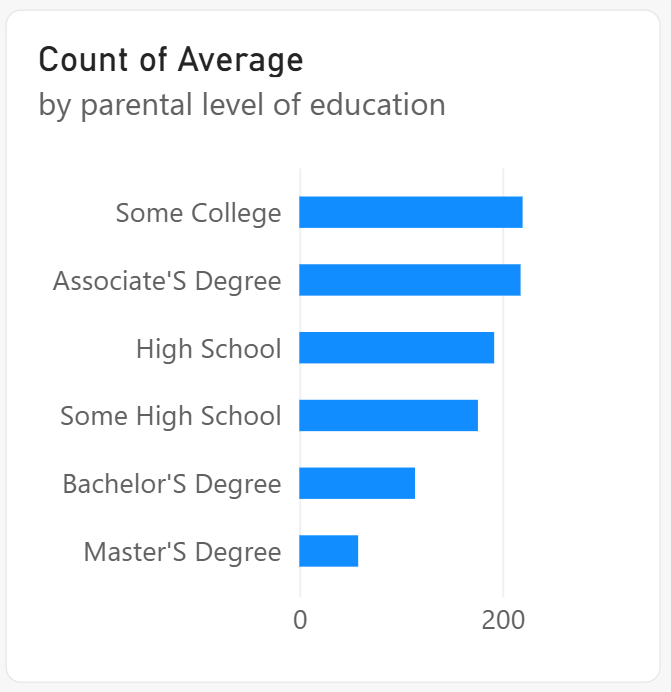 Count of Average
by parental level of education
Some College
Associate'S Degree
High School
Some High School
Bachelor'S Degree
Master'S Degree
0 200